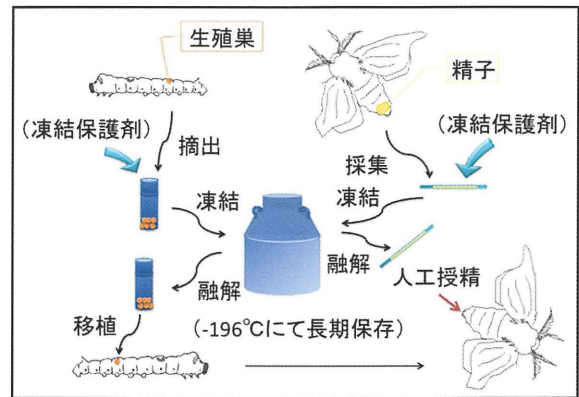 生殖巣
精子
(凍結保護剤)
(凍結保護剤)
摘出
採集
凍結
凍結
融解
融解
人工授精
移植
(-196℃にて長期保存)